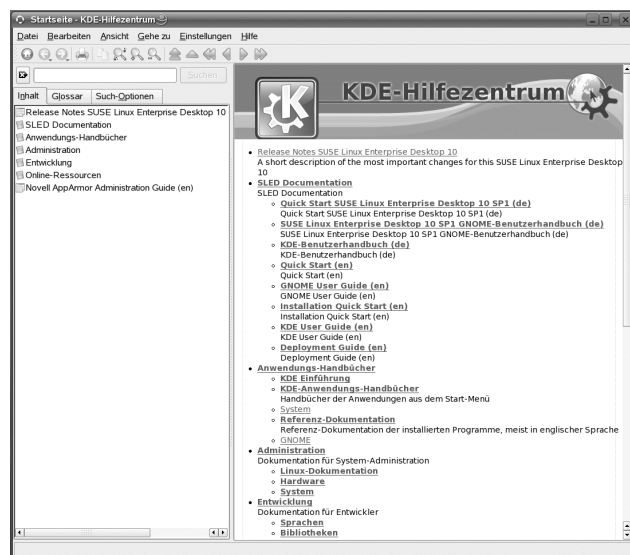 Startseite - KDE-Hilfezentrum
Datei Bearbeiten Ansicht Gehe zu Einstellungen Hilfe
Suchen
Inhalt Glossar Such-Optionen
Release Notes SUSE Linux Enterprise Desktop 10
SLED Documentation
Anwendungs-Handbücher
Administration
Entwicklung
Online-Ressourcen
Novell AppArmor Administration Guide (en)
KDE-Hilfezentrum
Release Notes SUSE Linux Enterprise Desktop 10
A short description of the most important changes for this SUSE Linux Enterprise Desktop
10
SLED Documentation
SLED Documentation
Quick Start SUSE Linux Enterprise Desktop 10 SP1 (de)
Quick Start SUSE Linux Enterprise Desktop 10 SP1 (de)
SUSE Linux Enterprise Desktop 10 SP1 GNOME-Benutzerhandbuch (de)
SUSE Linux Enterprise Desktop 10 SP1 GNOME-Benutzerhandbuch (de)
KDE-Benutzerhandbuch (de)
KDE-Benutzerhandbuch (de)
Quick Start (en)
Quick Start (en)
GNOME User Guide (en)
GNOME User Guide (en)
Installation Quick Start (en)
Installation Quick Start (en)
KDE User Guide (en)
KDE User Guide (en)
Deployment Guide (en)
Deployment Guide (en)
Anwendungs-Handbücher
KDE Einführung
KDE-Anwendungs-Handbücher
Handbücher der Anwendungen aus dem Start-Menü
System
Referenz-Dokumentation
Referenz-Dokumentation der installierten Programme, meist in englischer Sprache
GNOME
Administration
Dokumentation für System-Administration
Linux-Dokumentation
Hardware
System
Entwicklung
Dokumentation für Entwickler
Sprachen
Bibliotheken